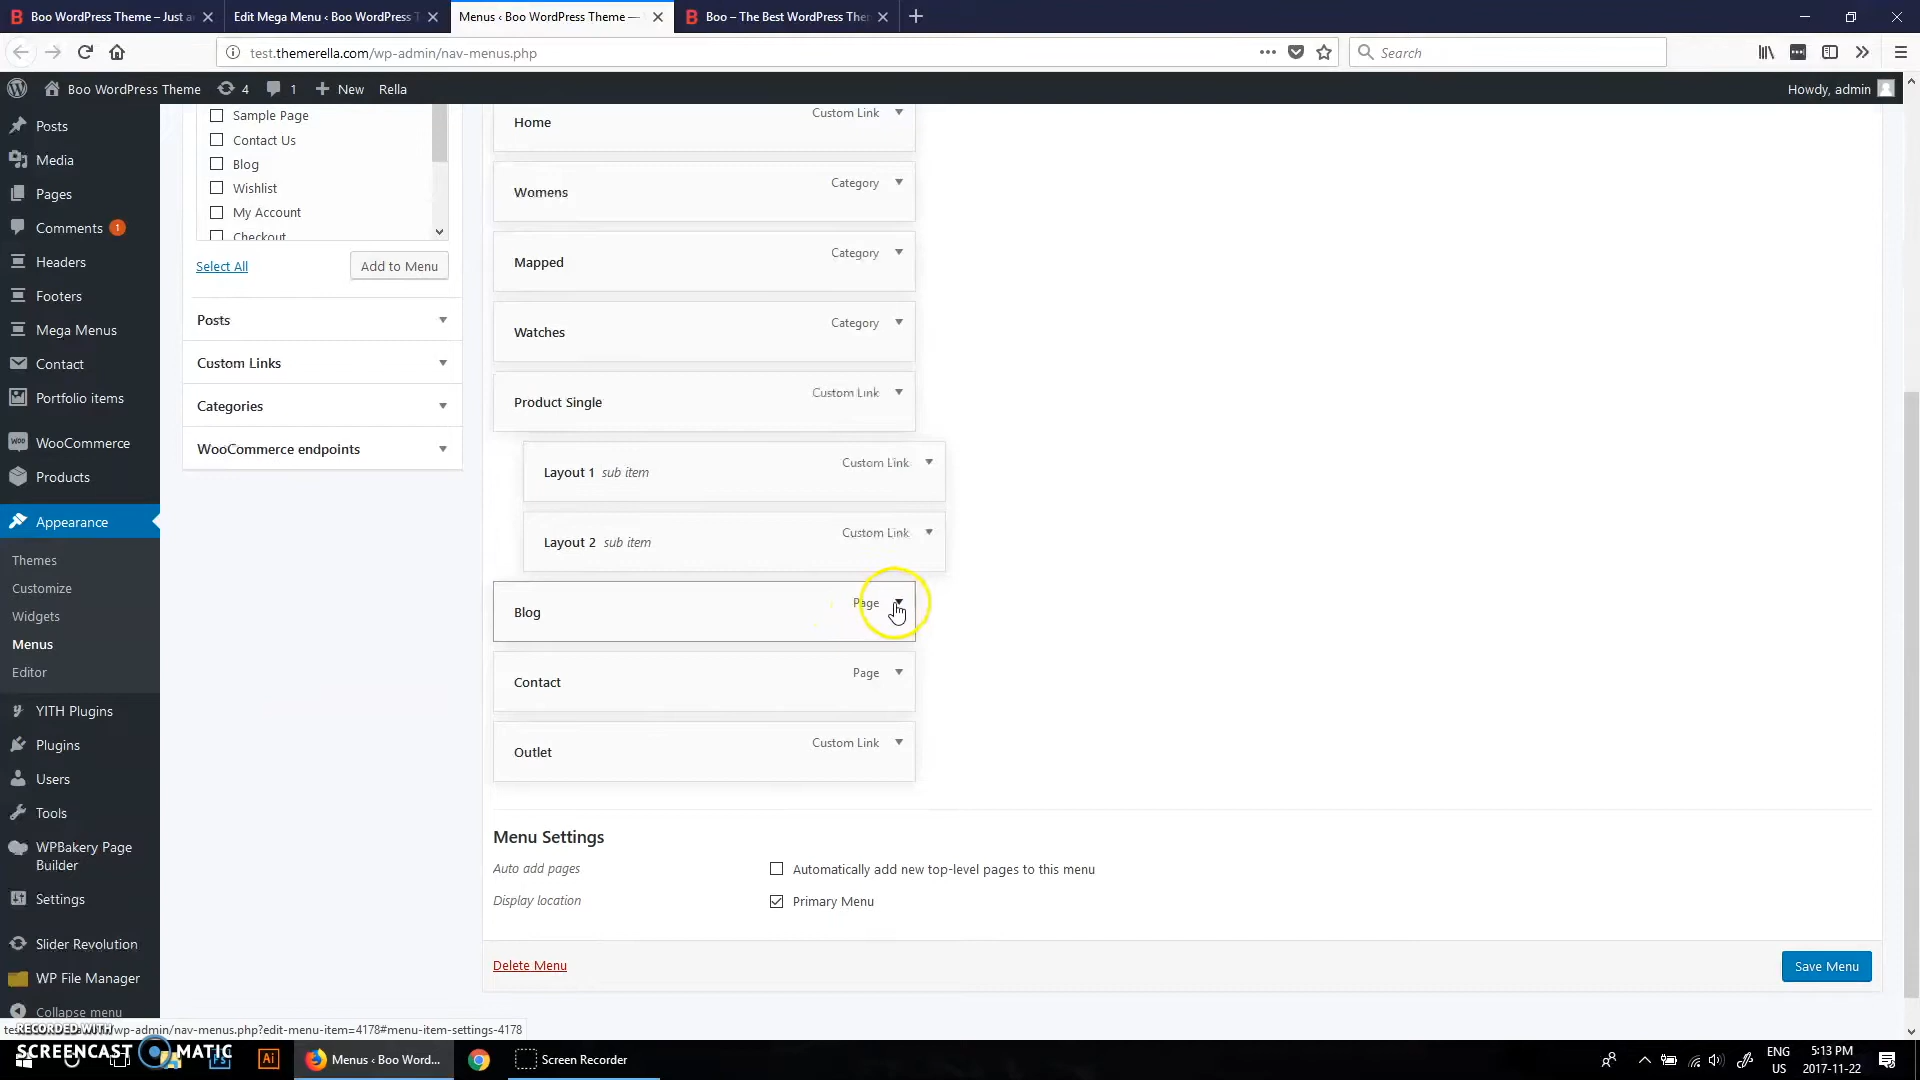 Boo WordPress Theme – Just a
Edit Mega Menu ‹ Boo WordPress T
Menus ‹ Boo WordPress Theme —
Boo – The Best WordPress The
test.themerella.com/wp-admin/nav-menus.php
Search
Boo WordPress Theme
4
1
New
Rella
Howdy, admin
Posts
Media
Pages
Comments 1
Headers
Footers
Mega Menus
Contact
Portfolio items
WooCommerce
Products
Appearance
Themes
Customize
Widgets
Menus
Editor
YITH Plugins
Plugins
Users
Tools
WPBakery Page
Builder
Settings
Slider Revolution
WP File Manager
Collapse menu
Sample Page
Contact Us
Blog
Wishlist
My Account
Checkout
Select All
Add to Menu
Posts
Custom Links
Categories
WooCommerce endpoints
Home Custom Link
Womens Category
Mapped Category
Watches Category
Product Single Custom Link
Layout 1 sub item Custom Link
Layout 2 sub item Custom Link
Blog Page
Contact Page
Outlet Custom Link
Menu Settings
Auto add pages Automatically add new top-level pages to this menu
Display location Primary Menu
Delete Menu
Save Menu
/wp-admin/nav-menus.php?edit-menu-item=4178#menu-item-settings-4178
RECORDED WITH
SCREENCAST MATIC
Ai
Menus ‹ Boo Word...
Screen Recorder
ENG
US
5:13 PM
2017-11-22